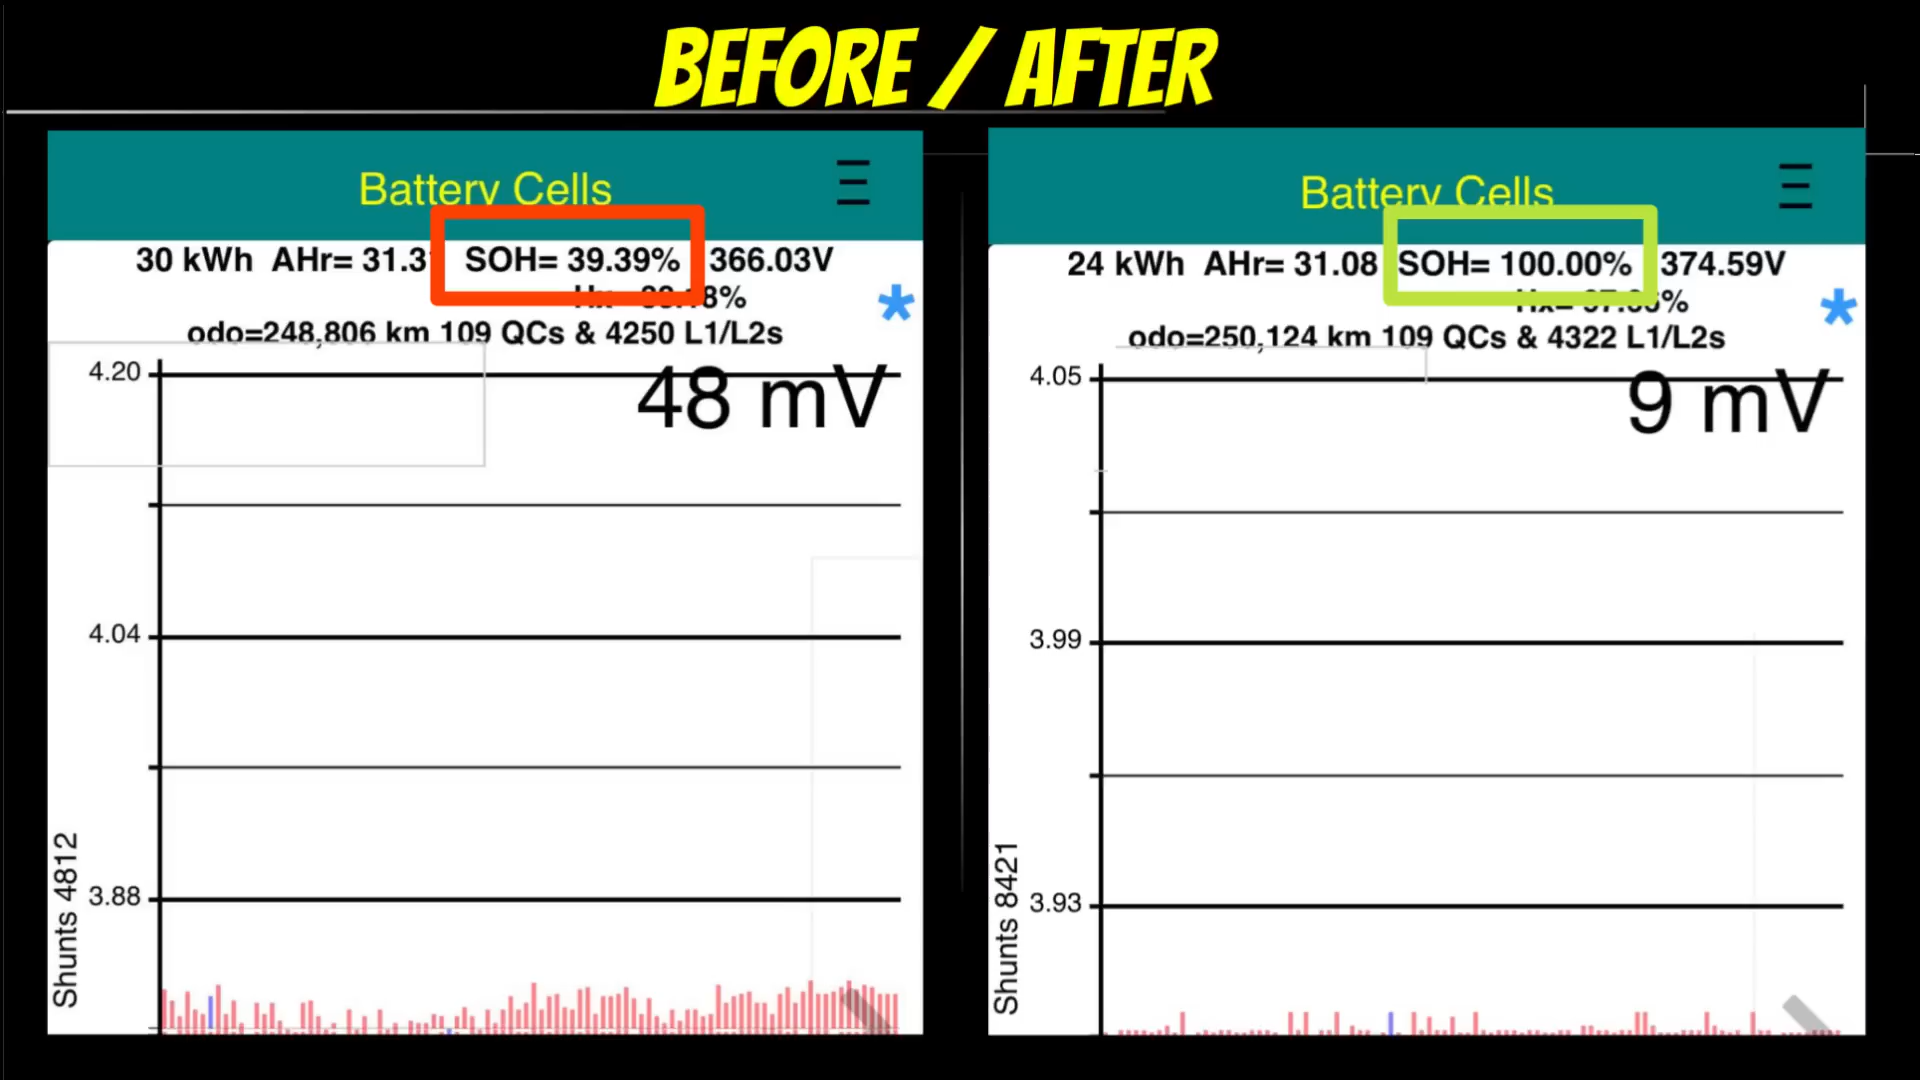 BEFORE / AFTER
Battery Cells
30 kWh AHr= 31.3 SOH= 39.39% 366.03V
odo=248,806 km 109 QCs & 4250 L1/L2s
48 mV
4.20
4.04
3.88
Shunts 4812
Battery Cells
24 kWh AHr= 31.08 SOH= 100.00% 374.59V
odo=250,124 km 109 QCs & 4322 L1/L2s
9 mV
4.05
3.99
3.93
Shunts 8421